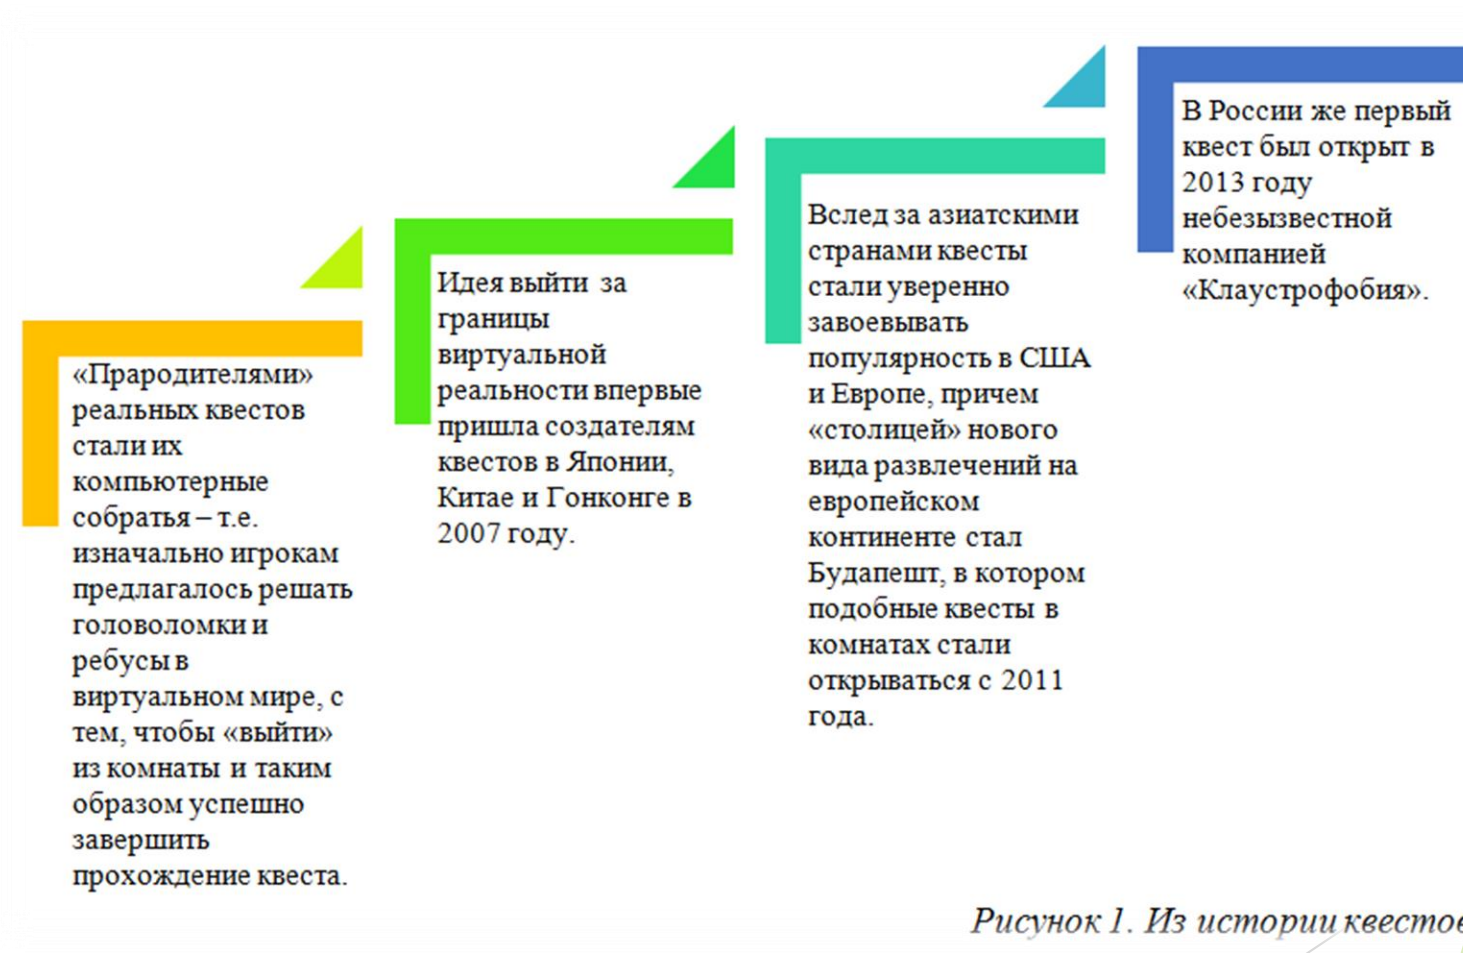 «Прародителями»
реальных квестов
стали их
компьютерные
собратья – т.е.
изначально игрокам
предлагалось решать
головоломки и
ребусы в
виртуальном мире, с
тем, чтобы «выйти»
из комнаты и таким
образом успешно
завершить
прохождение квеста.
Идея выйти за
границы
виртуальной
реальности впервые
пришла создателям
квестов в Японии,
Китае и Гонконге в
2007 году.
Вслед за азиатскими
странами квесты
стали уверенно
завоевывать
популярность в США
и Европе, причем
«столицей» нового
вида развлечений на
европейском
континенте стал
Будапешт, в котором
подобные квесты в
комнатах стали
открываться с 2011
года.
В России же первый
квест был открыт в
2013 году
небезызвестной
компанией
«Клаустрофобия».
Рисунок 1. Из истории квестов